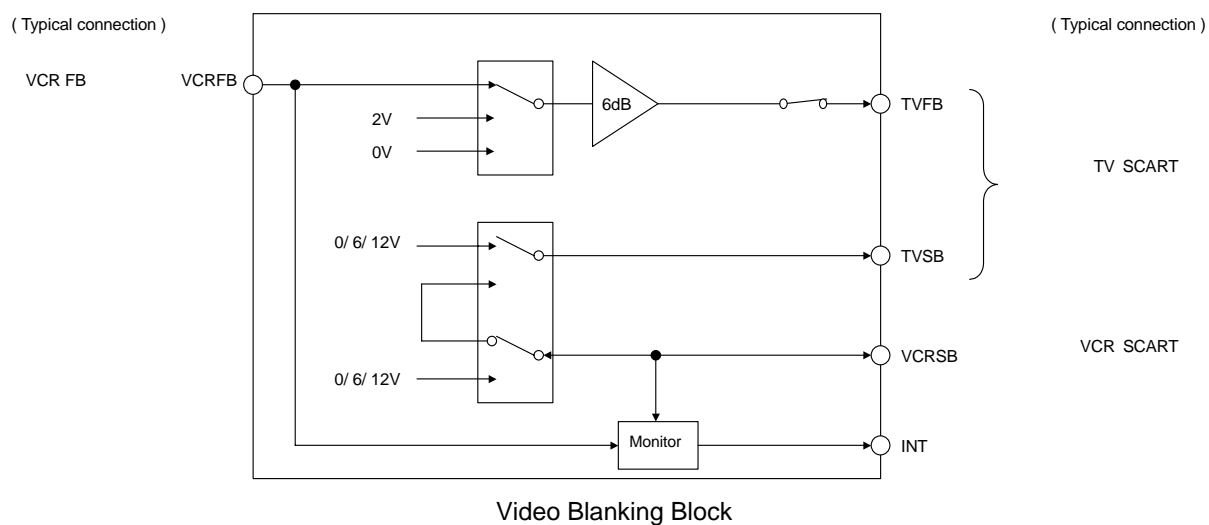 ( Typical connection )
( Typical connection )
VCR FB
VCRFB
6dB
TVFB
2V
0V
TV SCART
0/ 6/ 12V
TVSB
VCRSB
VCR SCART
0/ 6/ 12V
Monitor
INT
Video Blanking Block